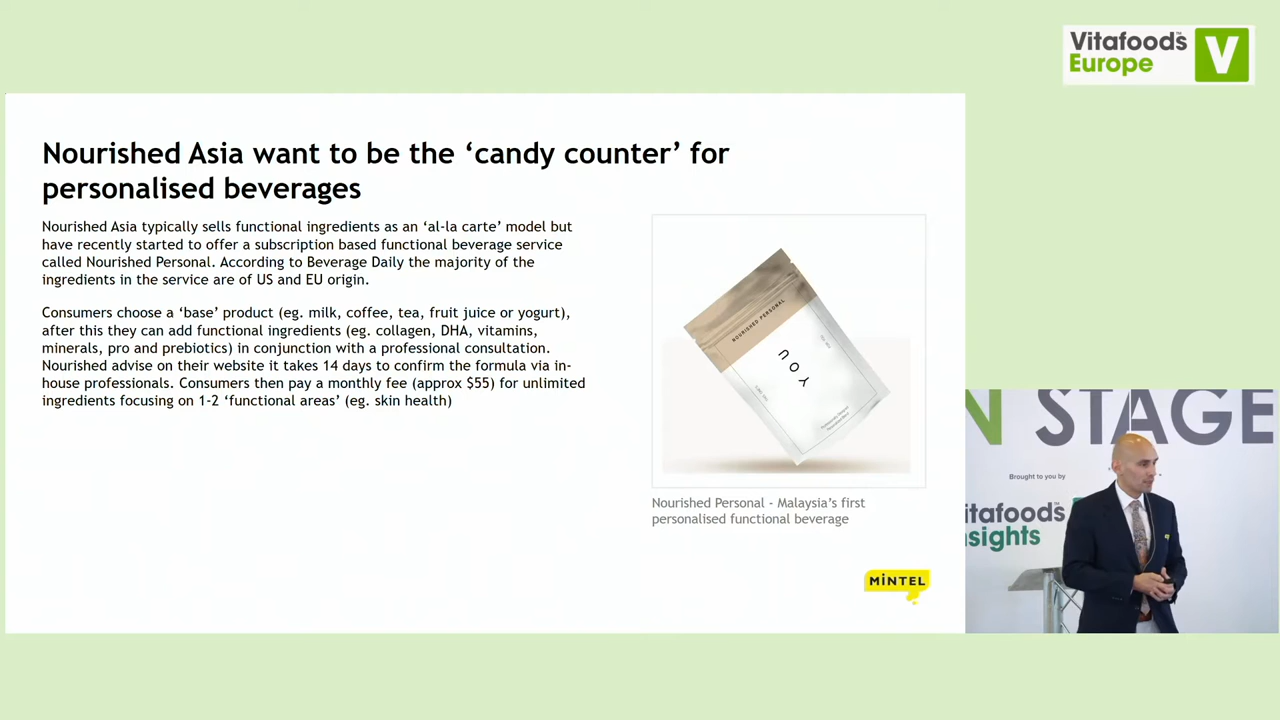 Vitafoods™
Europe
V
Nourished Asia want to be the ‘candy counter’ for
personalised beverages
Nourished Asia typically sells functional ingredients as an ‘al-la carte’ model but
have recently started to offer a subscription based functional beverage service
called Nourished Personal. According to Beverage Daily the majority of the
ingredients in the service are of US and EU origin.
Consumers choose a ‘base’ product (eg. milk, coffee, tea, fruit juice or yogurt),
after this they can add functional ingredients (eg. collagen, DHA, vitamins,
minerals, pro and prebiotics) in conjunction with a professional consultation.
Nourished advise on their website it takes 14 days to confirm the formula via in-
house professionals. Consumers then pay a monthly fee (approx $55) for unlimited
ingredients focusing on 1-2 ‘functional areas’ (eg. skin health)
NOURISHED PERSONAL
YOU
Nourished Personal - Malaysia’s first
personalised functional beverage
MINTEL
N STAGE
Brought to you by
itafoods™
nsights